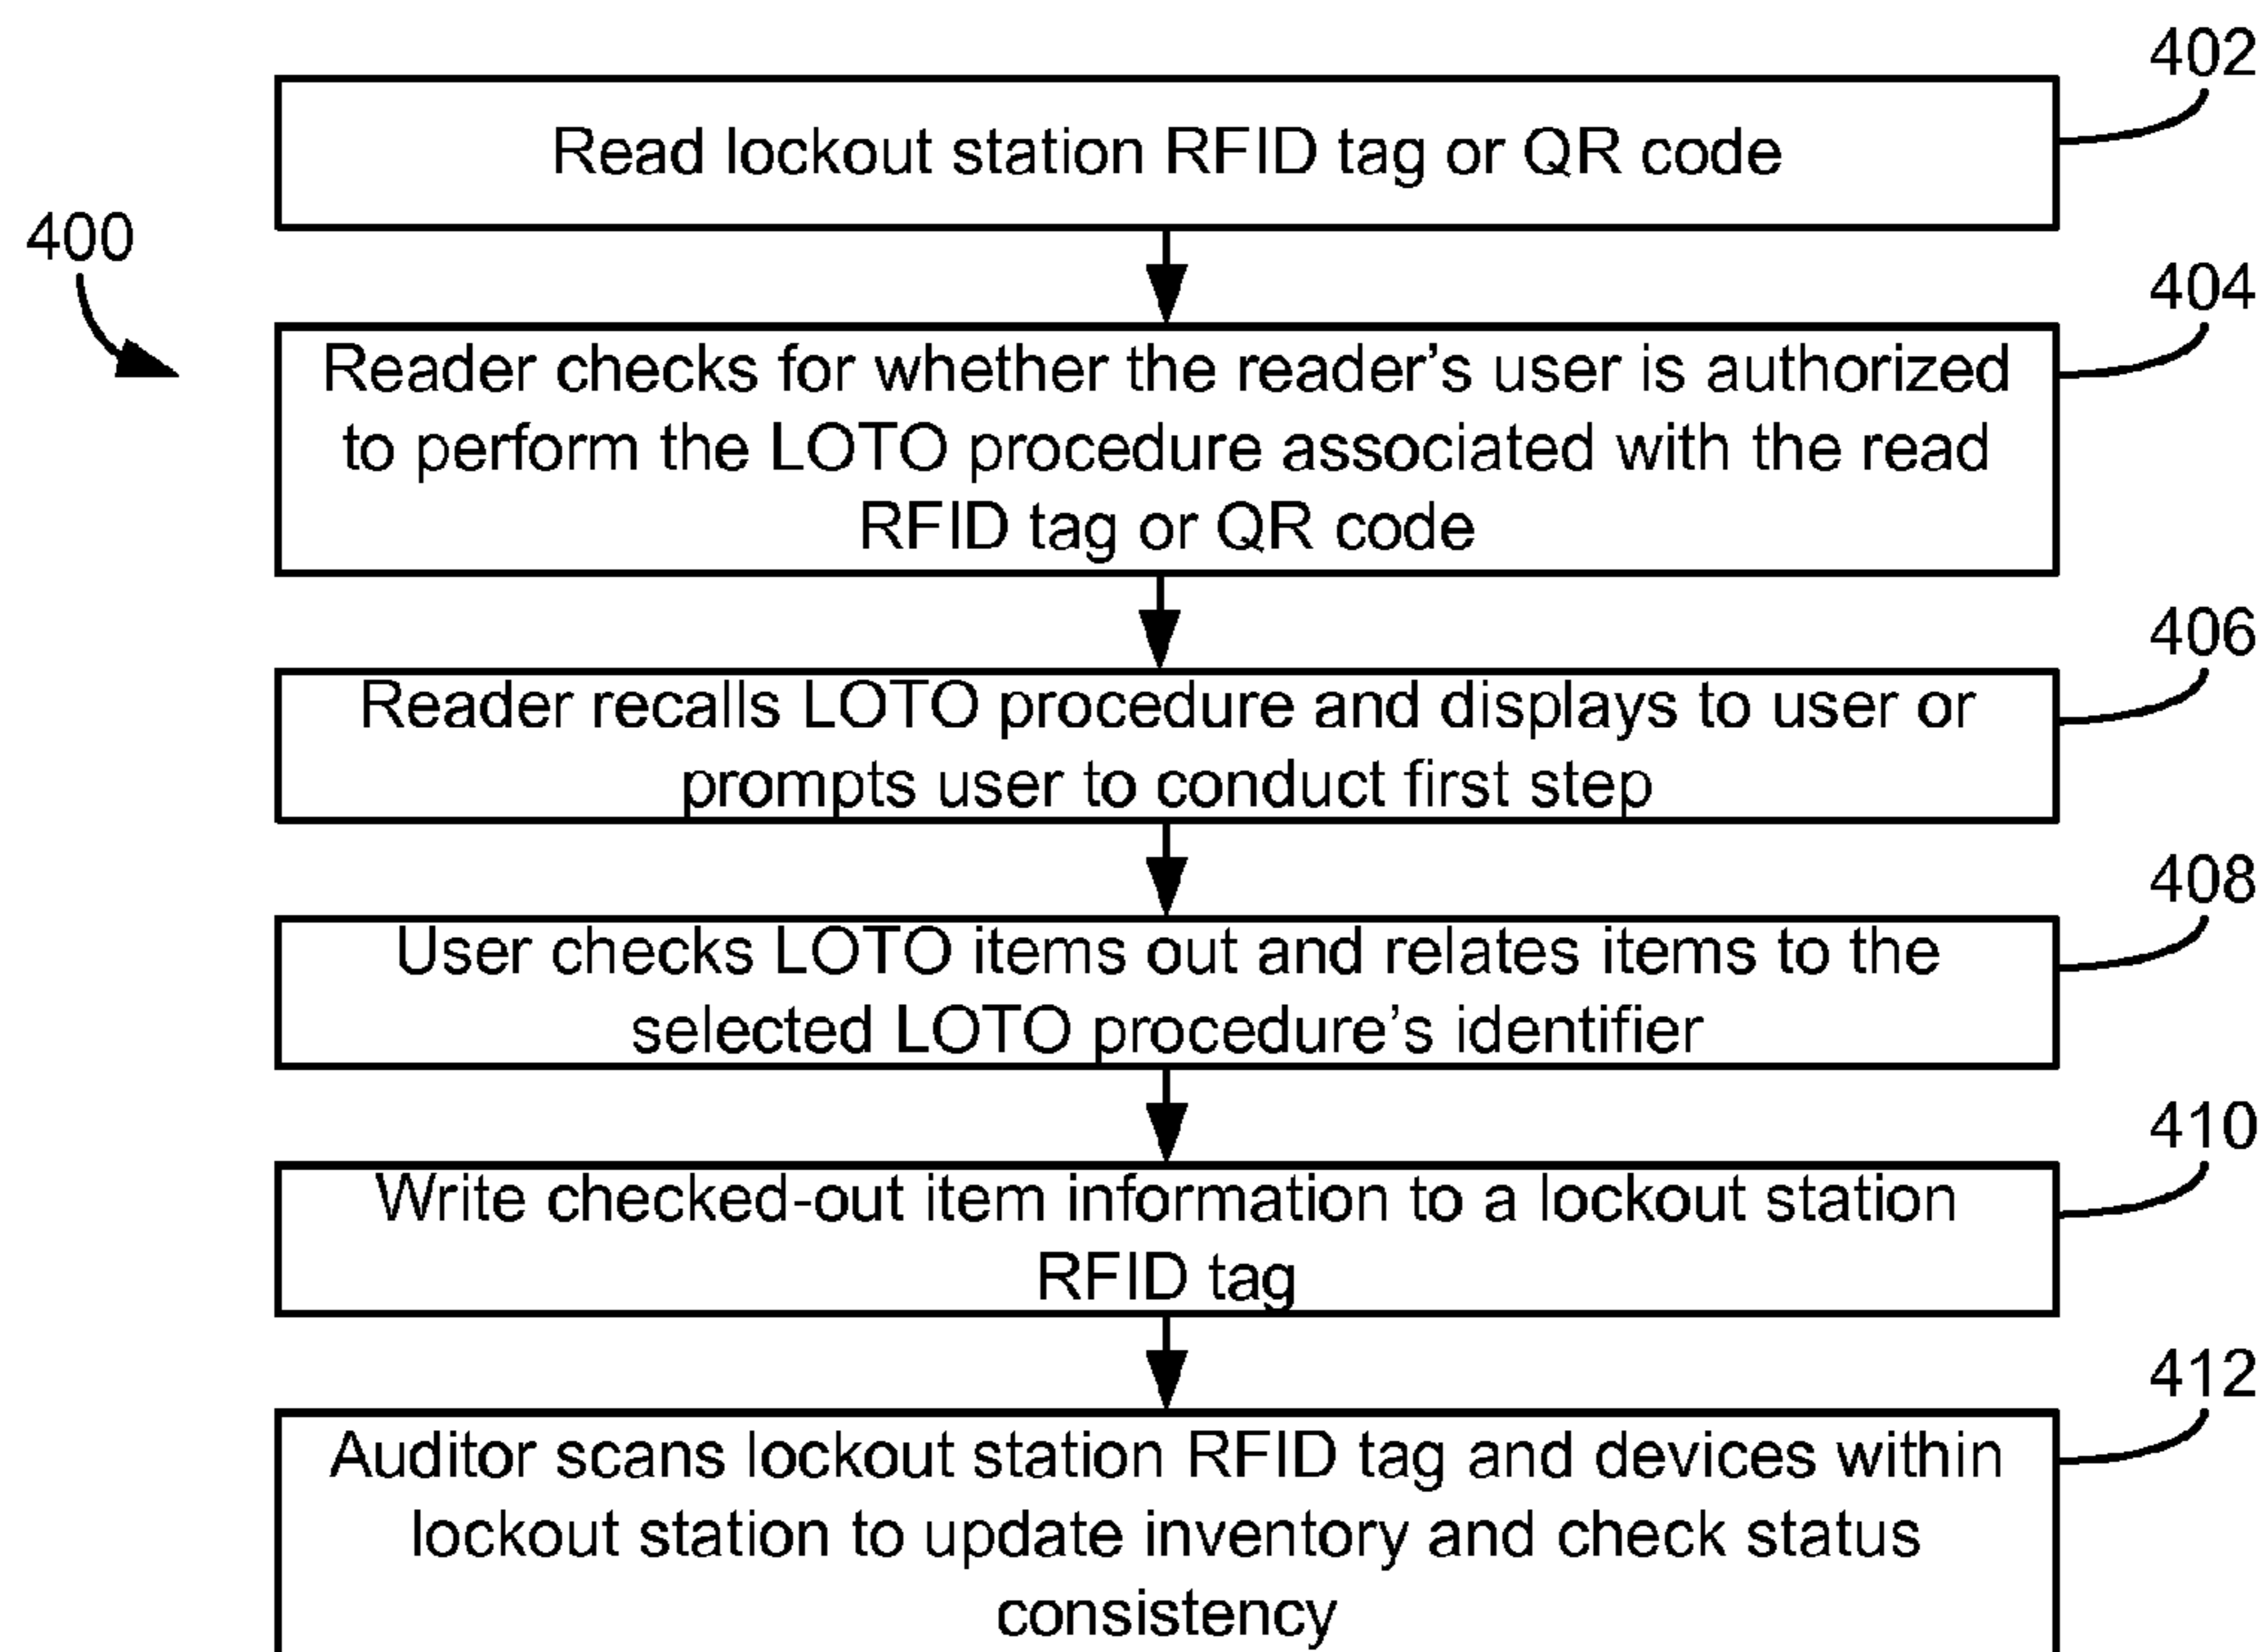 402
Read lockout station RFID tag or QR code
400
404
Reader checks for whether the reader’s user is authorized
to perform the LOTO procedure associated with the read
RFID tag or QR code
406
Reader recalls LOTO procedure and displays to user or
prompts user to conduct first step
408
User checks LOTO items out and relates items to the
selected LOTO procedure’s identifier
410
Write checked-out item information to a lockout station
RFID tag
412
Auditor scans lockout station RFID tag and devices within
lockout station to update inventory and check status
consistency